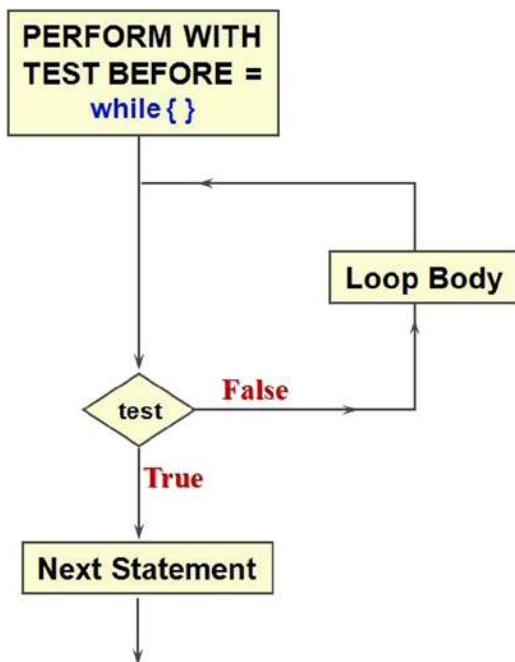 PERFORM WITH
TEST BEFORE =
while { }
Loop Body
test
False
True
Next Statement